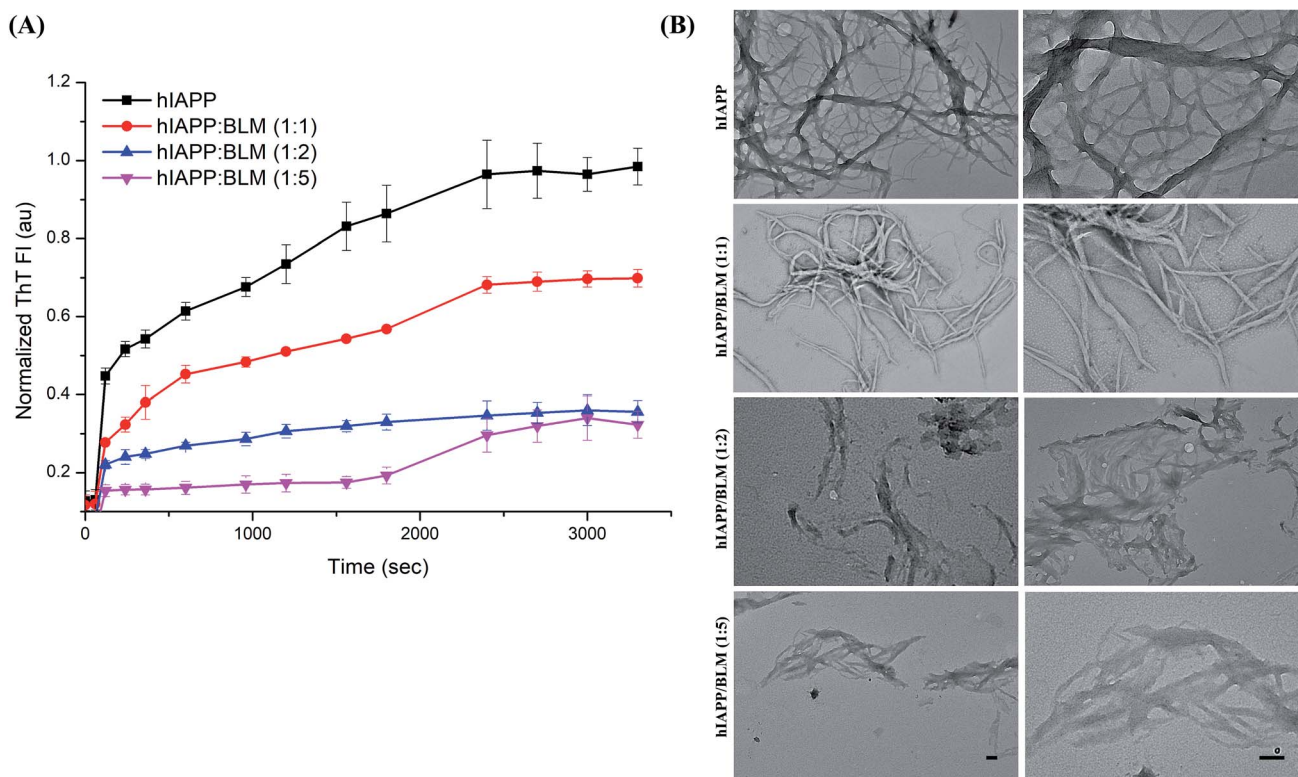 (A)
(B)
hIAPP
hIAPP:BLM (1:1)
hIAPP:BLM (1:2)
hIAPP:BLM (1:5)
Normalized ThT FI (au)
1.2
1.0
0.8
0.6
0.4
0.2
0
1000
2000
3000
Time (sec)
hIAPP
hIAPP/BLM (1:1)
hIAPP/BLM (1:2)
hIAPP/BLM (1:5)